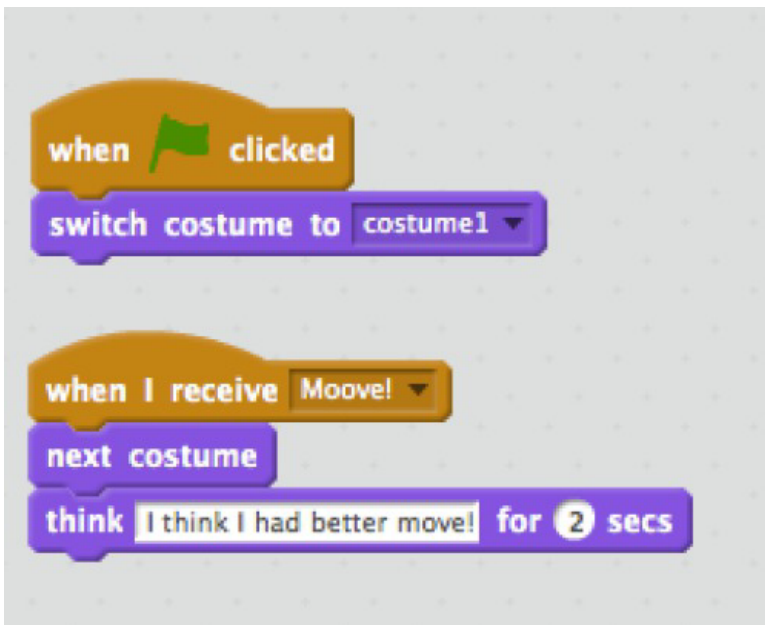 when clicked
switch costume to costume1
when I receive Moove!
next costume
think I think I had better move! for 2 secs